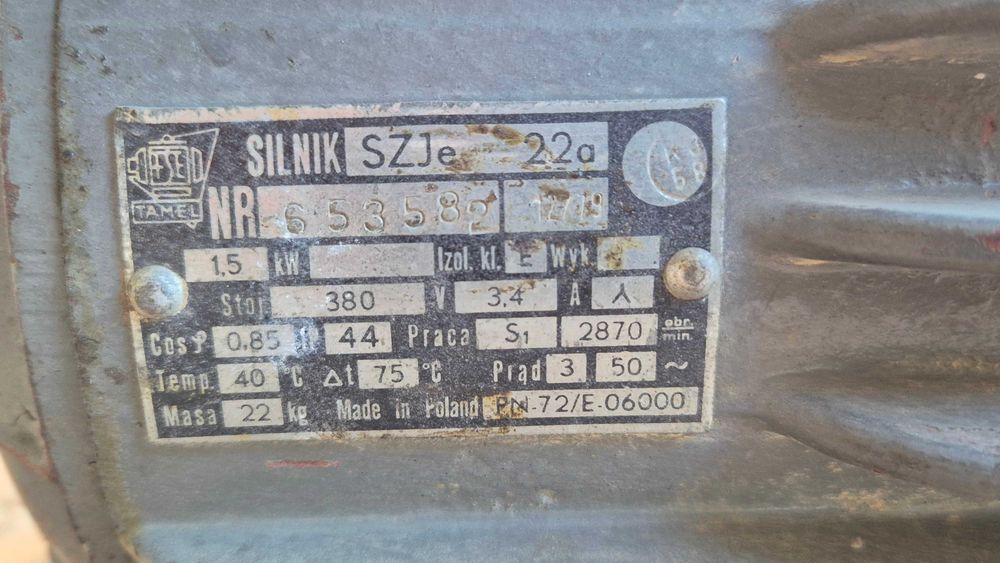 TAMEL
SILNIK SZJe 22a
NR 653582
1.5 kW Izol. kl. E Wyk.
Stoj. 380 V 3,4 A ⅄
Cos φ 0,85 44 Praca S1 2870 obr/min.
Temp. 40 °C Δt 75 °C Prąd 3 50 ~
Masa 22 kg Made in Poland PN-72/E-06000